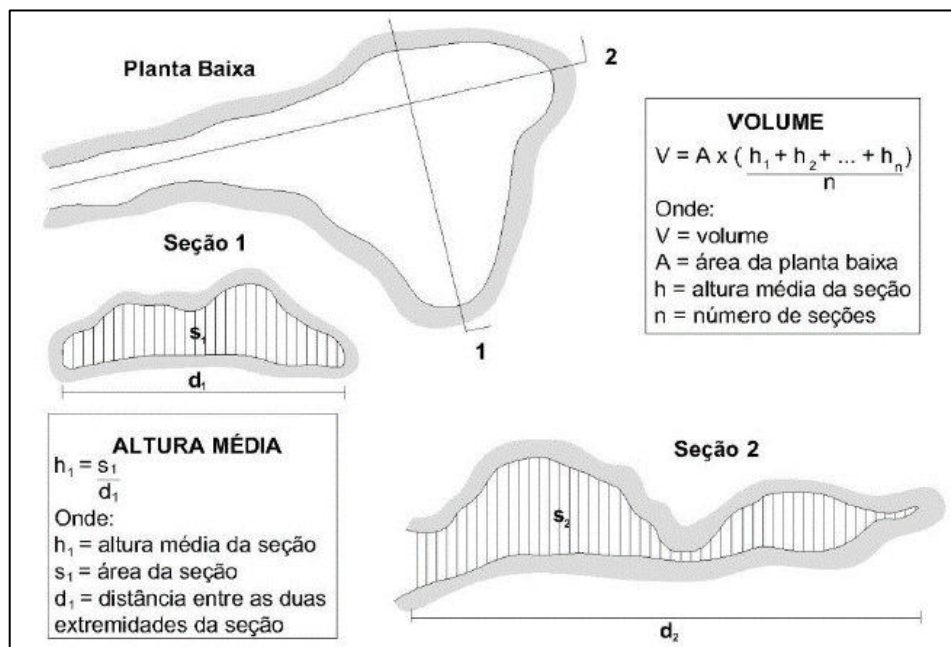 Planta Baixa
2
1
VOLUME
V = A x ( h₁ + h₂ + ... + hₙ )
n
Onde:
V = volume
A = área da planta baixa
h = altura média da seção
n = número de seções
Seção 1
s₁
d₁
ALTURA MÉDIA
h₁ = s₁
d₁
Onde:
h₁ = altura média da seção
s₁ = área da seção
d₁ = distância entre as duas
extremidades da seção
Seção 2
s₂
d₂